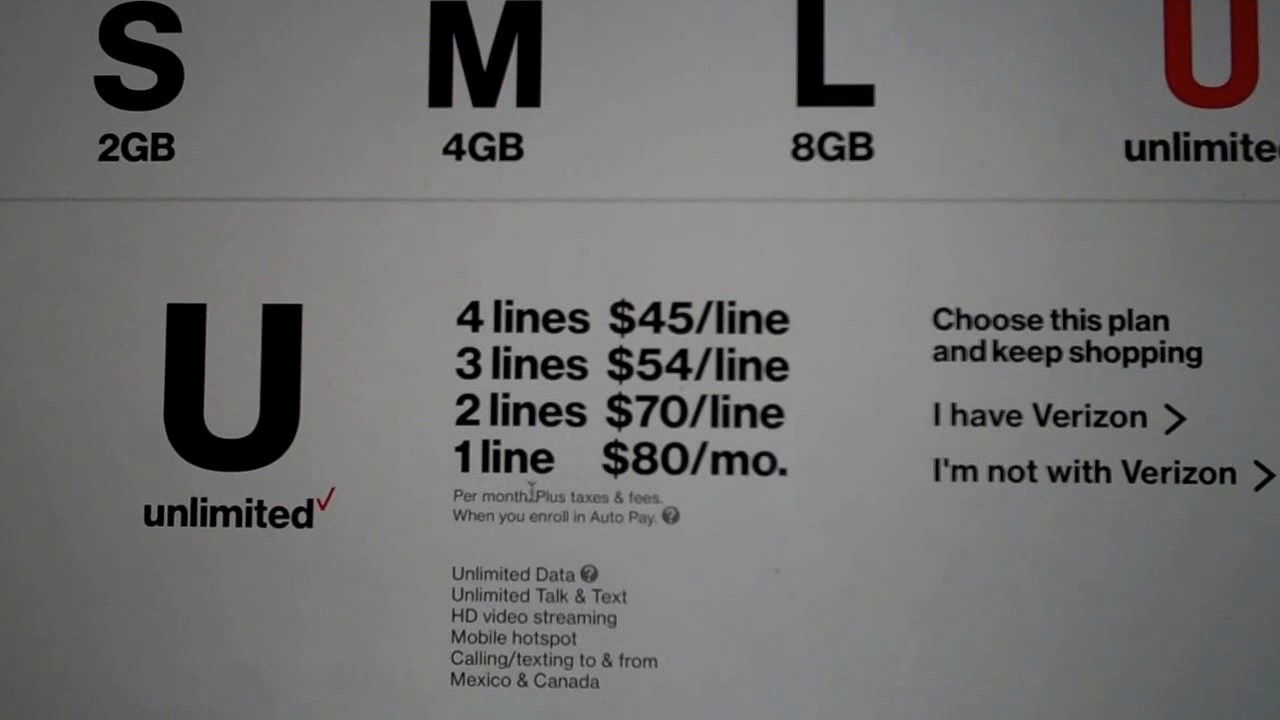 S M L U
2GB 4GB 8GB unlimite
U
unlimited
4 lines $45/line
3 lines $54/line
2 lines $70/line
1 line $80/mo.
Per month. Plus taxes & fees.
When you enroll in Auto Pay. ?
Unlimited Data ?
Unlimited Talk & Text
HD video streaming
Mobile hotspot
Calling/texting to & from
Mexico & Canada
Choose this plan
and keep shopping
I have Verizon >
I'm not with Verizon >